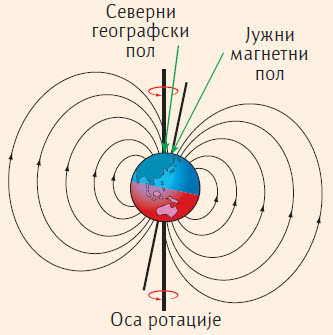 Северни
географски
пол
Јужни
магнетни
пол
Оса ротације